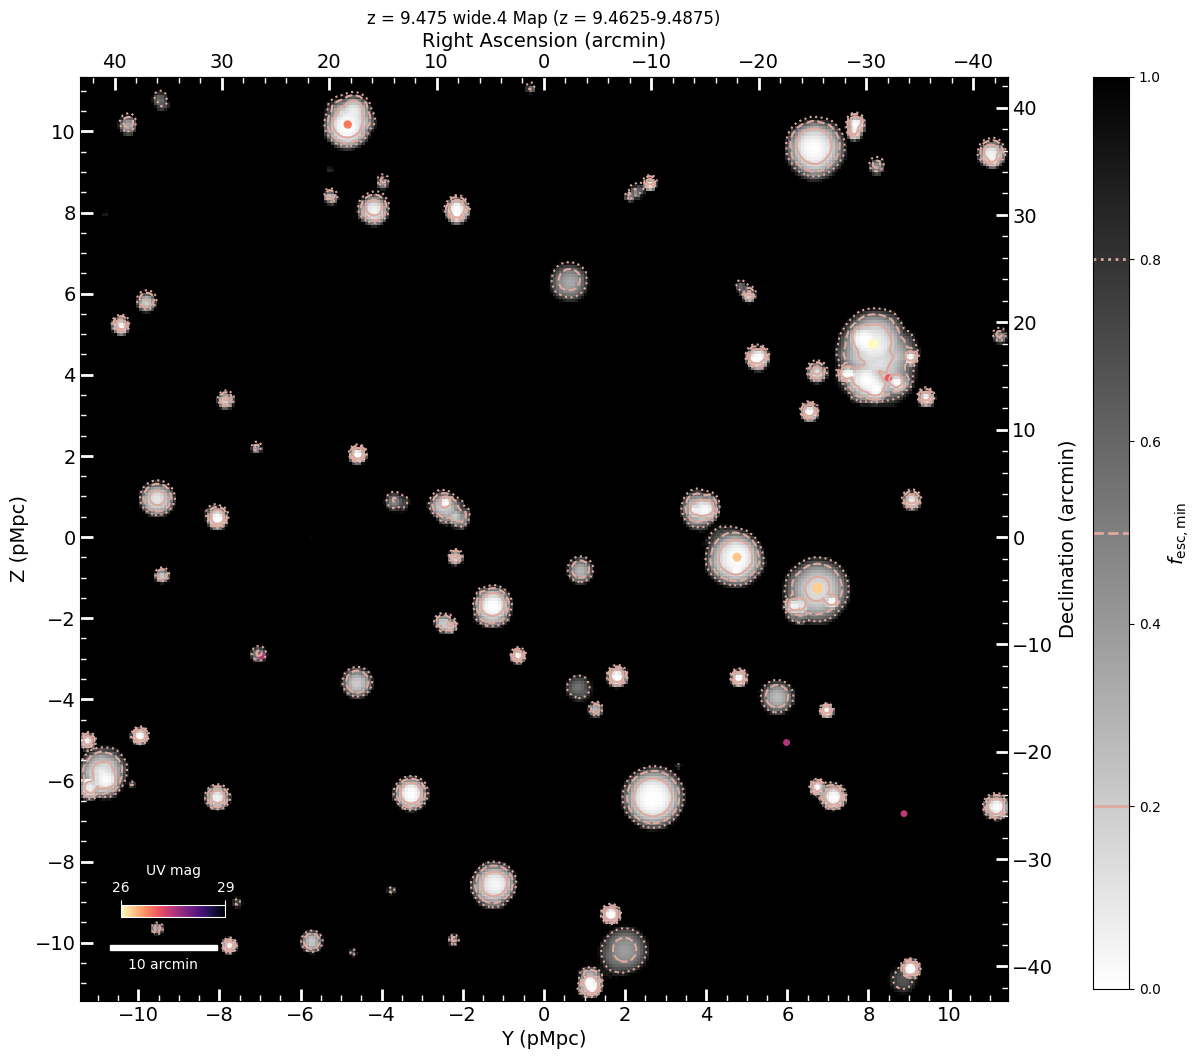 z = 9.475 wide.4 Map (z = 9.4625-9.4875)
Right Ascension (arcmin)
40 30 20 10 0 −10 −20 −30 −40
10
8
6
4
2
0
−2
−4
−6
−8
−10
Z (pMpc)
40
30
20
10
0
−10
−20
−30
−40
Declination (arcmin)
1.0
0.8
0.6
0.4
0.2
0.0
f_esc,min
UV mag
26 29
10 arcmin
−10 −8 −6 −4 −2 0 2 4 6 8 10
Y (pMpc)